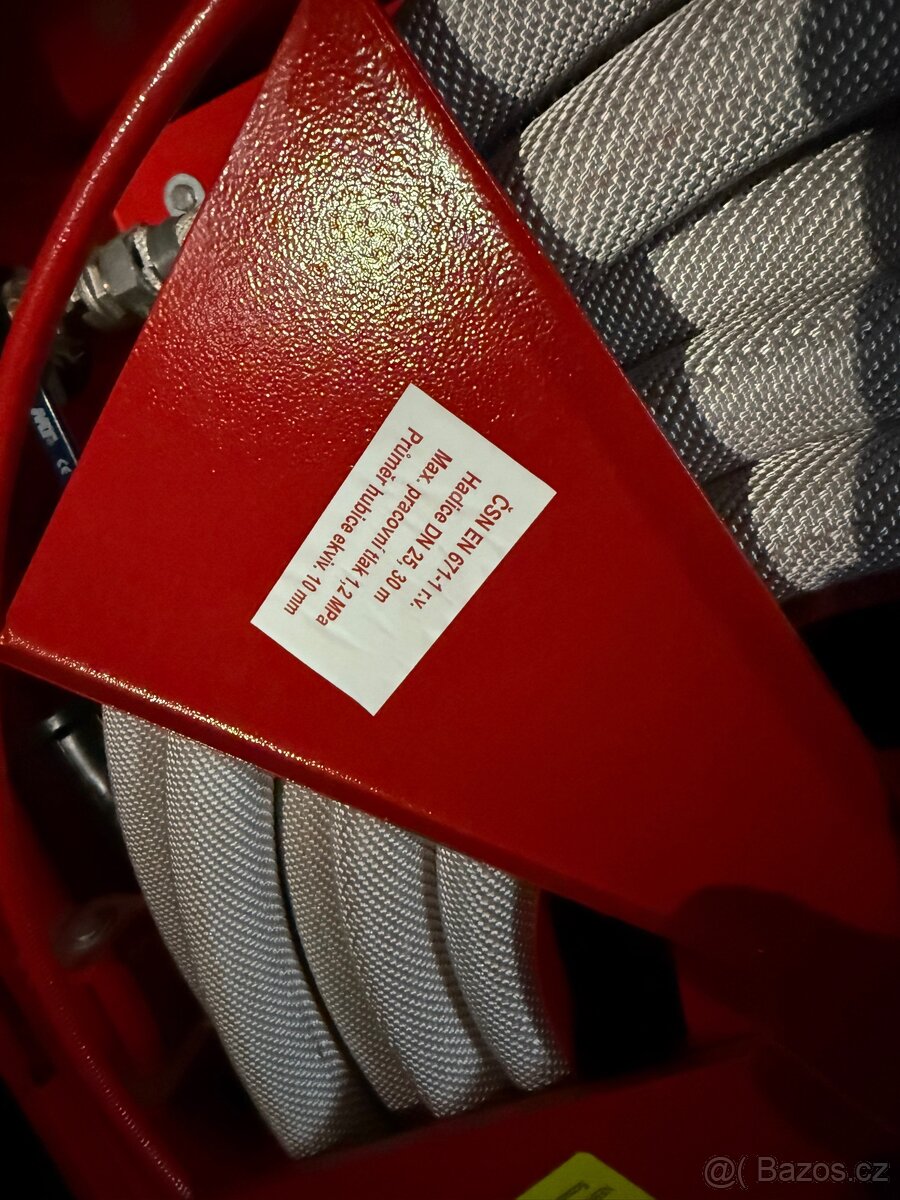 ČSN EN 671-1 r.v.
Hadice DN 25, 30 m
Max. pracovní tlak 1,2 MPa
Průměr hubice ekviv. 10 mm
CE
@( Bazos.cz